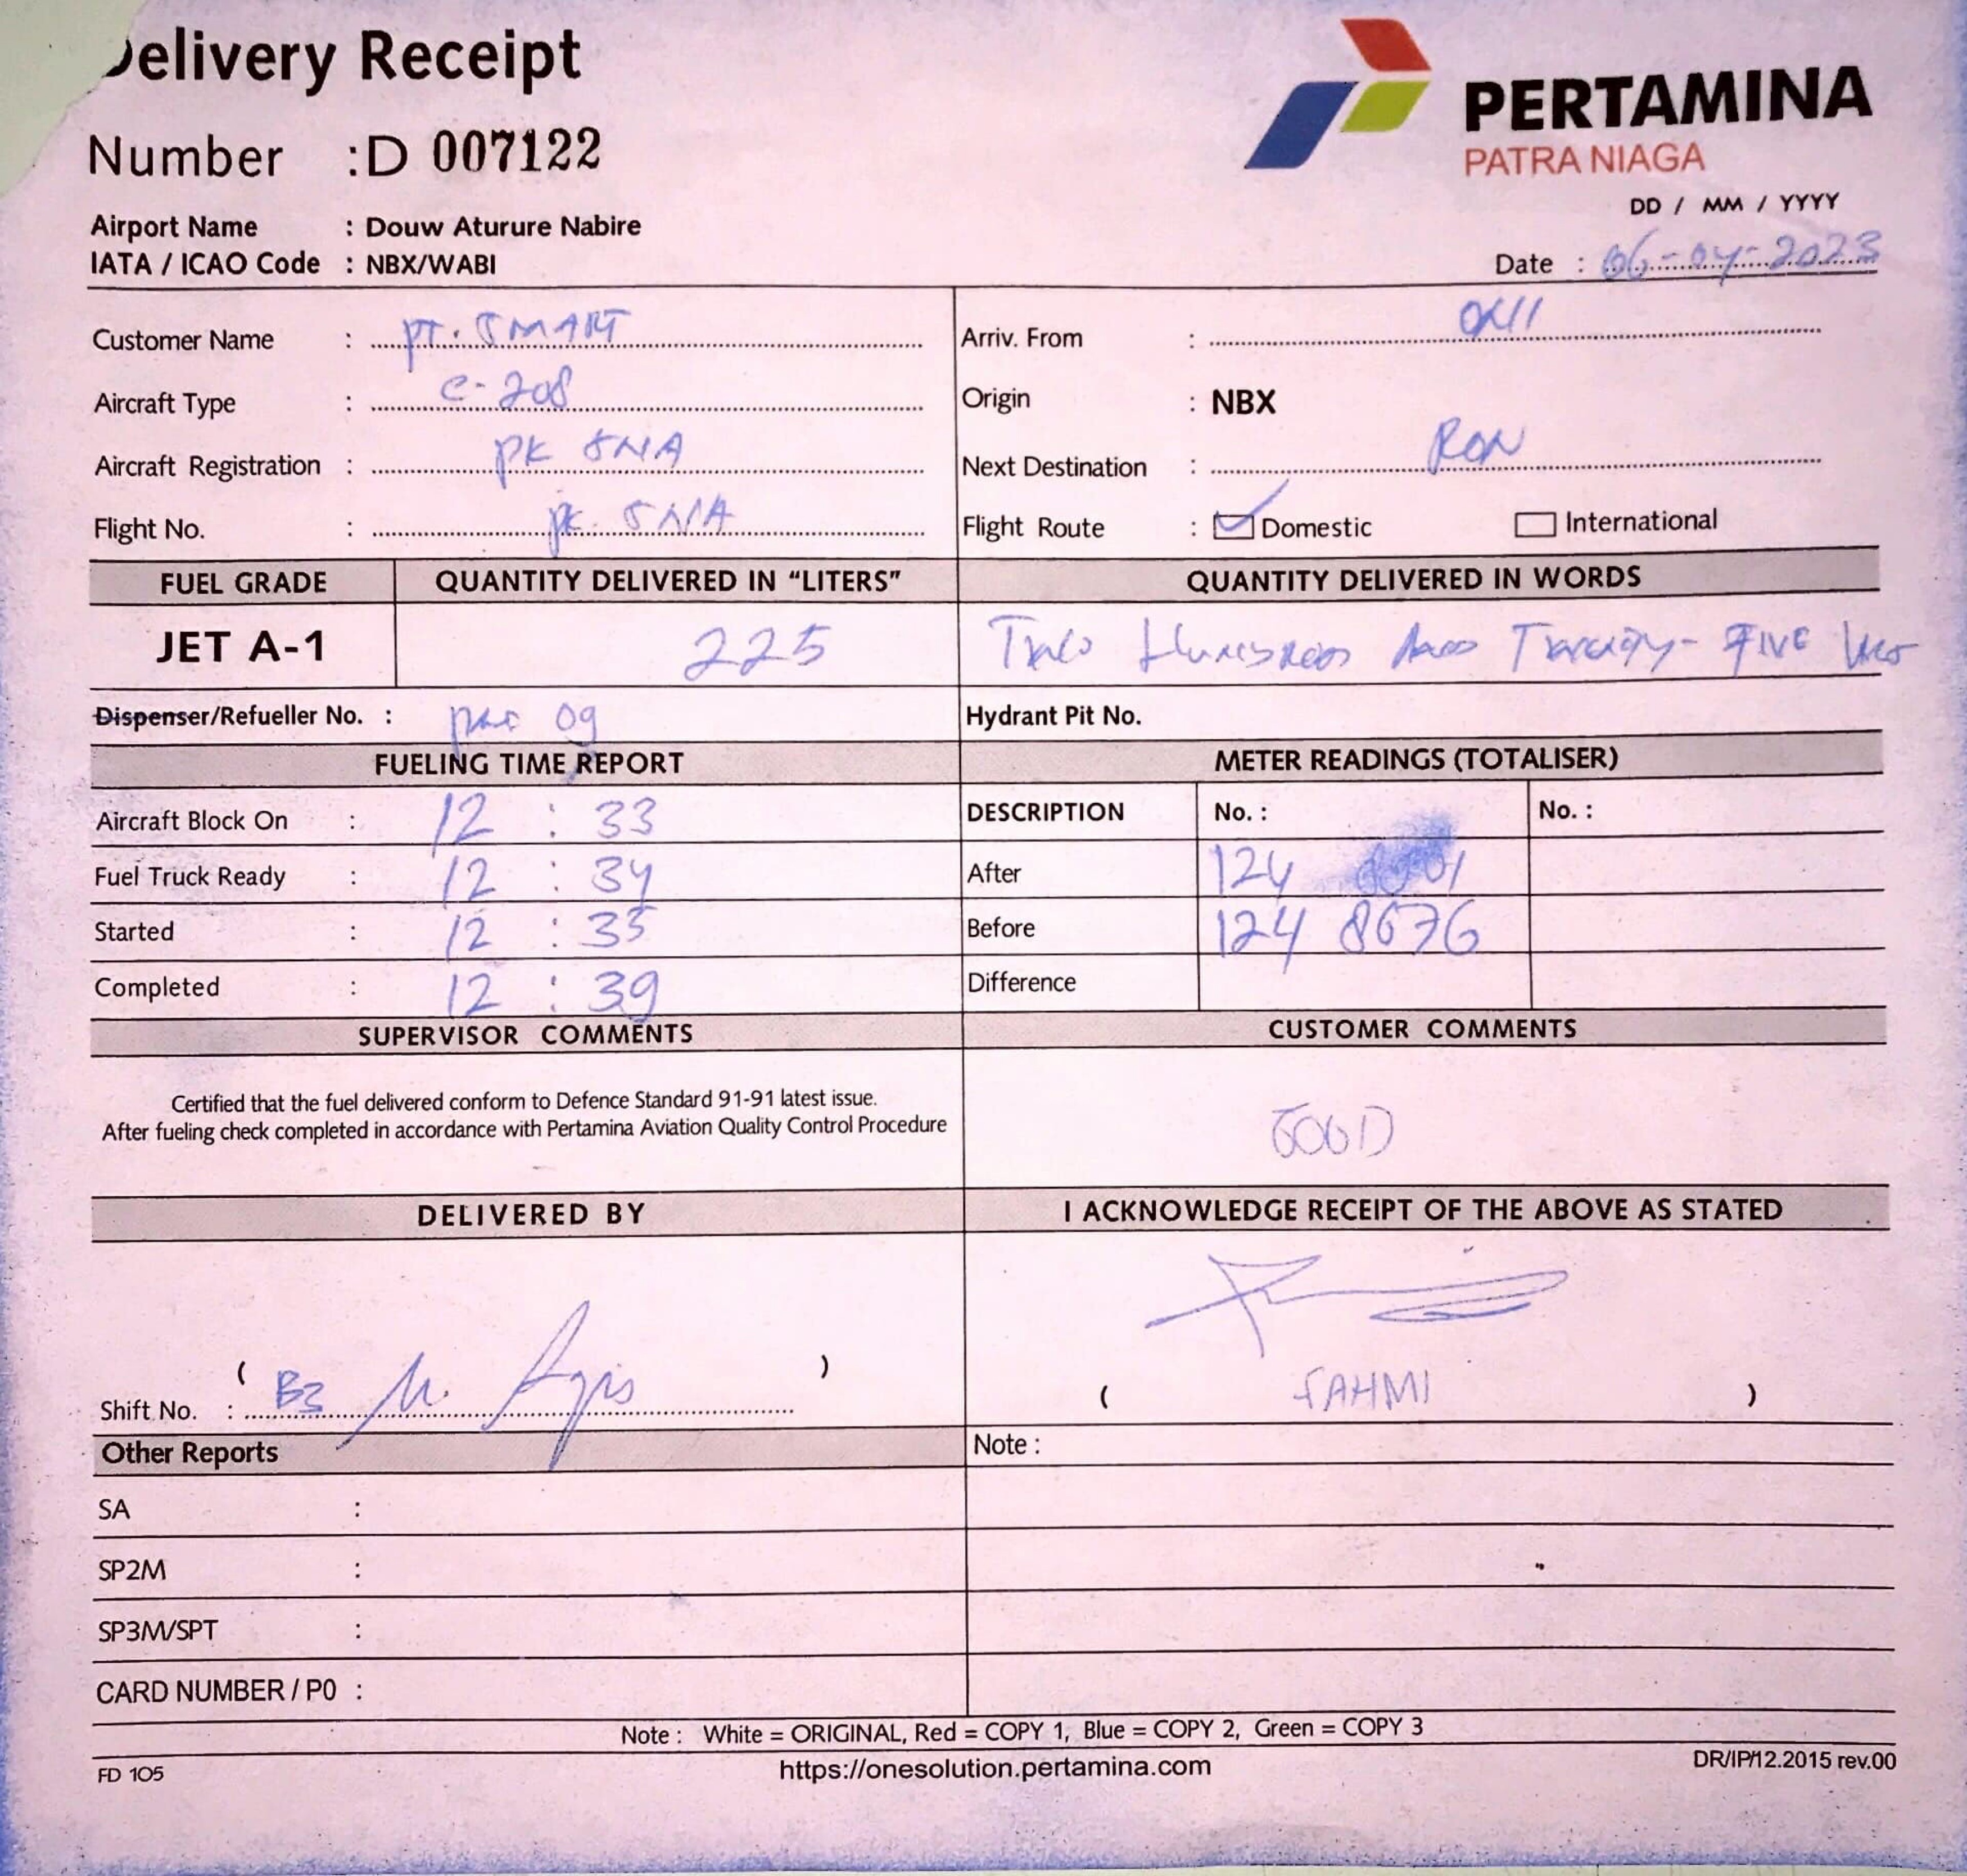 Delivery Receipt
PERTAMINA
PATRA NIAGA
Number : D 007122
DD / MM / YYYY
Airport Name : Douw Aturure Nabire
IATA / ICAO Code : NBX/WABI
Date : 06-04-2023
Customer Name : PT. SMART
Arriv. From :
Aircraft Type : C-208
Origin : NBX
Aircraft Registration : PK SNA
Next Destination : RON
Flight No. : PK. SNA
Flight Route : Domestic International
FUEL GRADE QUANTITY DELIVERED IN "LITERS" QUANTITY DELIVERED IN WORDS
JET A-1 225 Two Hundred And Twenty-FIVE
Dispenser/Refueller No. : 09
Hydrant Pit No.
FUELING TIME REPORT METER READINGS (TOTALISER)
Aircraft Block On : 12 : 33
DESCRIPTION No. : No. :
Fuel Truck Ready : 12 : 34
After 124
Started : 12 : 35
Before 124 8676
Completed : 12 : 39
Difference
SUPERVISOR COMMENTS CUSTOMER COMMENTS
Certified that the fuel delivered conform to Defence Standard 91-91 latest issue.
After fueling check completed in accordance with Pertamina Aviation Quality Control Procedure
GOOD
DELIVERED BY I ACKNOWLEDGE RECEIPT OF THE ABOVE AS STATED
( )
Shift No. : B3 M. Agis
( FAHMI )
Other Reports Note :
SA :
SP2M :
SP3M/SPT :
CARD NUMBER / P0 :
Note : White = ORIGINAL, Red = COPY 1, Blue = COPY 2, Green = COPY 3
FD 105 https://onesolution.pertamina.com DR/IP/12.2015 rev.00